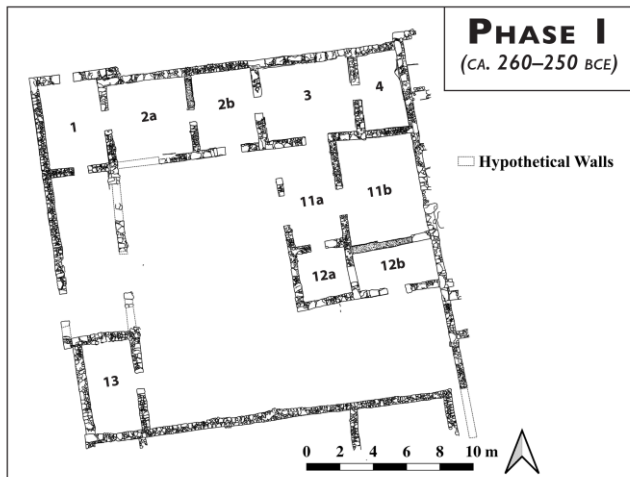 PHASE I
(CA. 260–250 BCE)
Hypothetical Walls
1
2a
2b
3
4
11a
11b
12a
12b
13
0 2 4 6 8 10 m